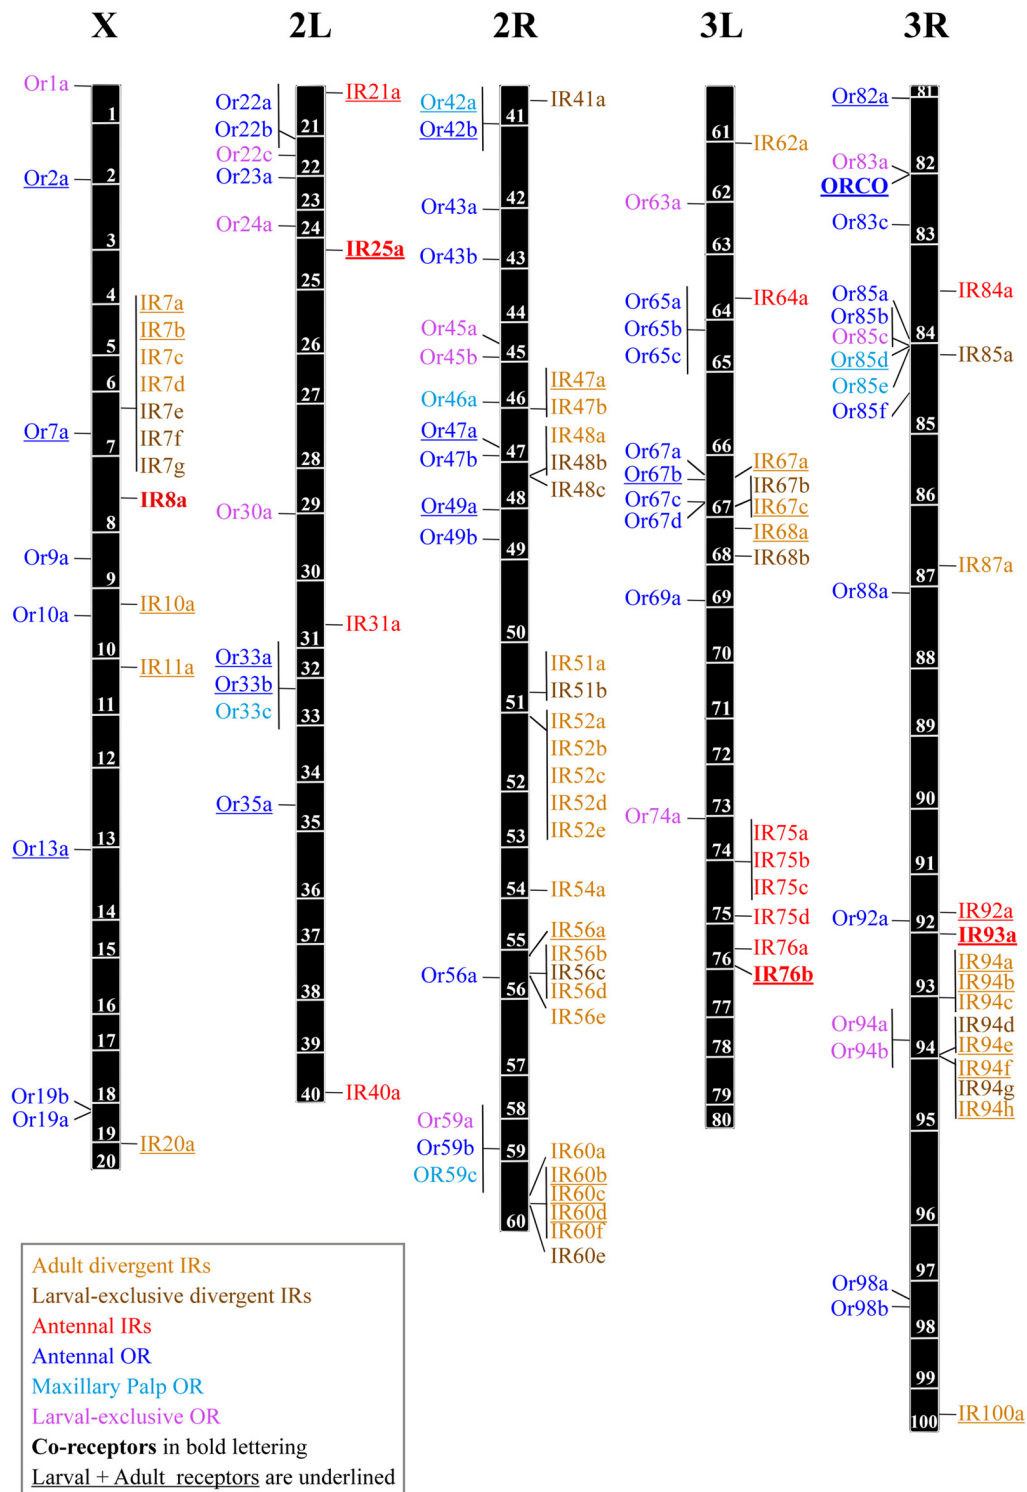 X
2L
2R
3L
3R
Or1a
Or2a
Or7a
Or9a
Or10a
Or13a
Or19b
Or19a
1
2
3
4
5
6
7
8
9
10
11
12
13
14
15
16
17
18
19
20
IR7a
IR7b
IR7c
IR7d
IR7e
IR7f
IR7g
IR8a
IR10a
IR11a
IR20a
Or22a
Or22b
Or22c
Or23a
Or24a
Or30a
Or33a
Or33b
Or33c
Or35a
21
22
23
24
25
26
27
28
29
30
31
32
33
34
35
36
37
38
39
40
IR21a
IR25a
IR31a
IR40a
Or42a
Or42b
Or43a
Or43b
Or45a
Or45b
Or46a
Or47a
Or47b
Or49a
Or49b
Or56a
Or59a
Or59b
OR59c
41
42
43
44
45
46
47
48
49
50
51
52
53
54
55
56
57
58
59
60
IR41a
IR47a
IR47b
IR48a
IR48b
IR48c
IR51a
IR51b
IR52a
IR52b
IR52c
IR52d
IR52e
IR54a
IR56a
IR56b
IR56c
IR56d
IR56e
IR60a
IR60b
IR60c
IR60d
IR60f
IR60e
Or63a
Or65a
Or65b
Or65c
Or67a
Or67b
Or67c
Or67d
Or69a
Or74a
61
62
63
64
65
66
67
68
69
70
71
72
73
74
75
76
77
78
79
80
IR62a
IR64a
IR67a
IR67b
IR67c
IR68a
IR68b
IR75a
IR75b
IR75c
IR75d
IR76a
IR76b
Or82a
Or83a
ORCO
Or83c
Or85a
Or85b
Or85c
Or85d
Or85e
Or85f
Or88a
Or92a
Or94a
Or94b
Or98a
Or98b
81
82
83
84
85
86
87
88
89
90
91
92
93
94
95
96
97
98
99
100
IR84a
IR85a
IR87a
IR92a
IR93a
IR94a
IR94b
IR94c
IR94d
IR94e
IR94f
IR94g
IR94h
IR100a
Adult divergent IRs
Larval-exclusive divergent IRs
Antennal IRs
Antennal OR
Maxillary Palp OR
Larval-exclusive OR
Co-receptors in bold lettering
Larval + Adult receptors are underlined